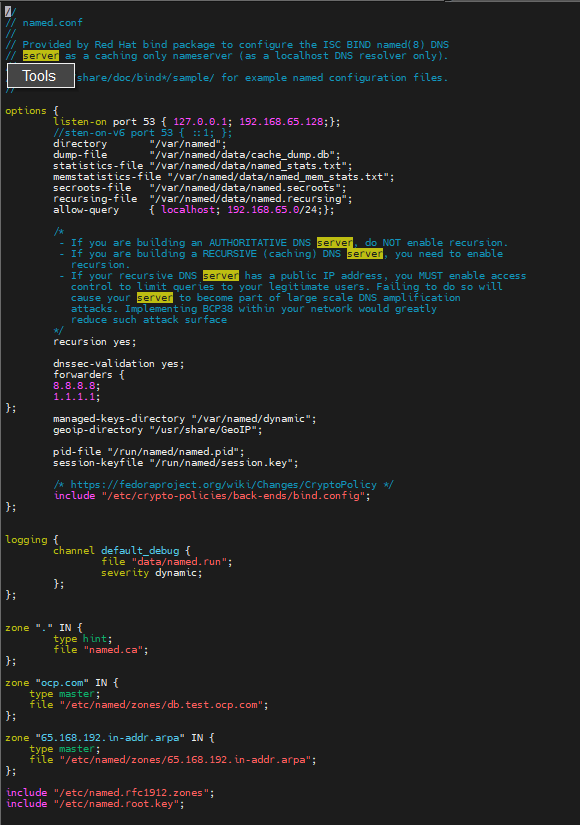 //
// named.conf
//
// Provided by Red Hat bind package to configure the ISC BIND named(8) DNS
// server as a caching only nameserver (as a localhost DNS resolver only).
//
Tools
share/doc/bind*/sample/ for example named configuration files.
//
options {
listen-on port 53 { 127.0.0.1; 192.168.65.128;};
//sten-on-v6 port 53 { ::1; };
directory "/var/named";
dump-file "/var/named/data/cache_dump.db";
statistics-file "/var/named/data/named_stats.txt";
memstatistics-file "/var/named/data/named_mem_stats.txt";
secroots-file "/var/named/data/named.secroots";
recursing-file "/var/named/data/named.recursing";
allow-query { localhost; 192.168.65.0/24;};
/*
- If you are building an AUTHORITATIVE DNS server, do NOT enable recursion.
- If you are building a RECURSIVE (caching) DNS server, you need to enable
recursion.
- If your recursive DNS server has a public IP address, you MUST enable access
control to limit queries to your legitimate users. Failing to do so will
cause your server to become part of large scale DNS amplification
attacks. Implementing BCP38 within your network would greatly
reduce such attack surface
*/
recursion yes;
dnssec-validation yes;
forwarders {
8.8.8.8;
1.1.1.1;
};
managed-keys-directory "/var/named/dynamic";
geoip-directory "/usr/share/GeoIP";
pid-file "/run/named/named.pid";
session-keyfile "/run/named/session.key";
/* https://fedoraproject.org/wiki/Changes/CryptoPolicy */
include "/etc/crypto-policies/back-ends/bind.config";
};
logging {
channel default_debug {
file "data/named.run";
severity dynamic;
};
};
zone "." IN {
type hint;
file "named.ca";
};
zone "ocp.com" IN {
type master;
file "/etc/named/zones/db.test.ocp.com";
};
zone "65.168.192.in-addr.arpa" IN {
type master;
file "/etc/named/zones/65.168.192.in-addr.arpa";
};
include "/etc/named.rfc1912.zones";
include "/etc/named.root.key";